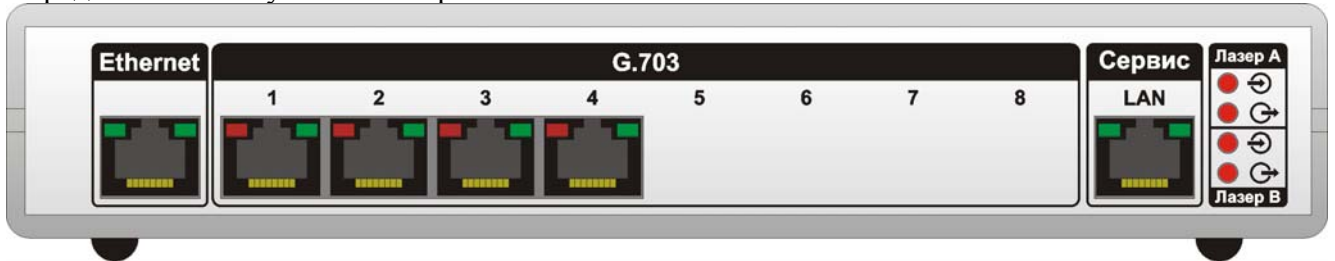 Ethernet
G.703
1 2 3 4 5 6 7 8
Сервис
LAN
Лазер A
Лазер B